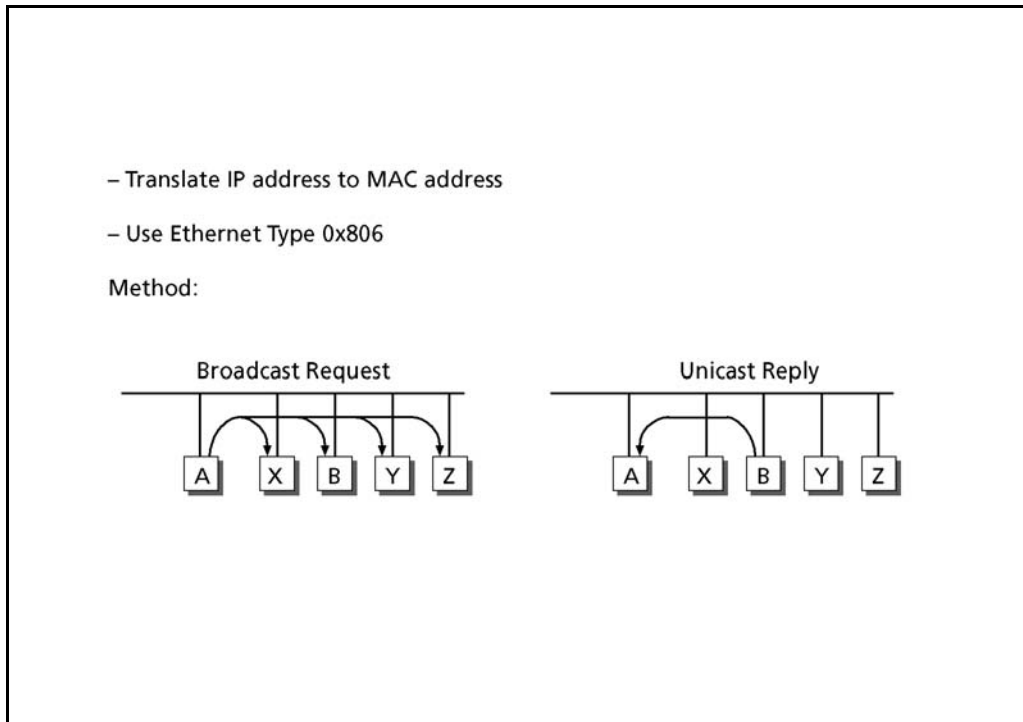 – Translate IP address to MAC address
– Use Ethernet Type 0x806
Method:
Broadcast Request
A X B Y Z
Unicast Reply
A X B Y Z